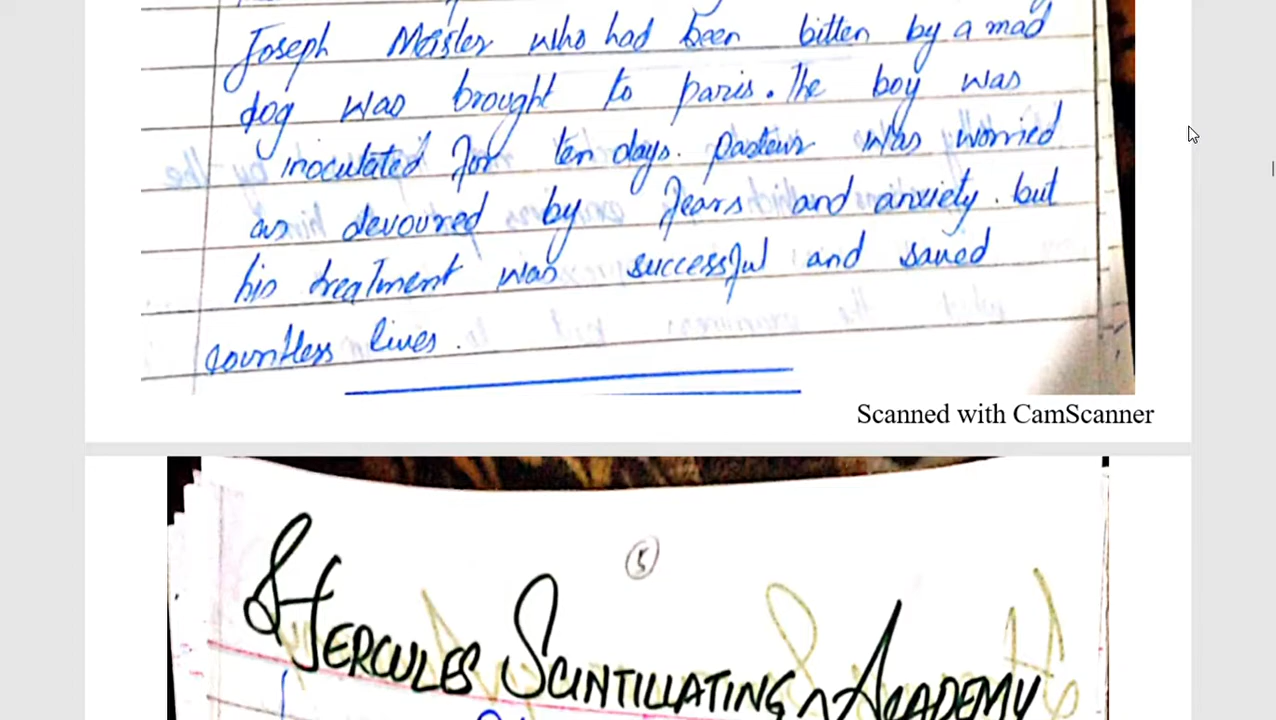 Joseph Meisler who had been bitten by a mad
dog was brought to paris. The boy was
inoculated for ten days. pasteur was worried
as devoured by fears and anxiety. but
his treatment was successful and saved
countless lives.
Scanned with CamScanner
5
HERCULES SCINTILLATING ACADEMY